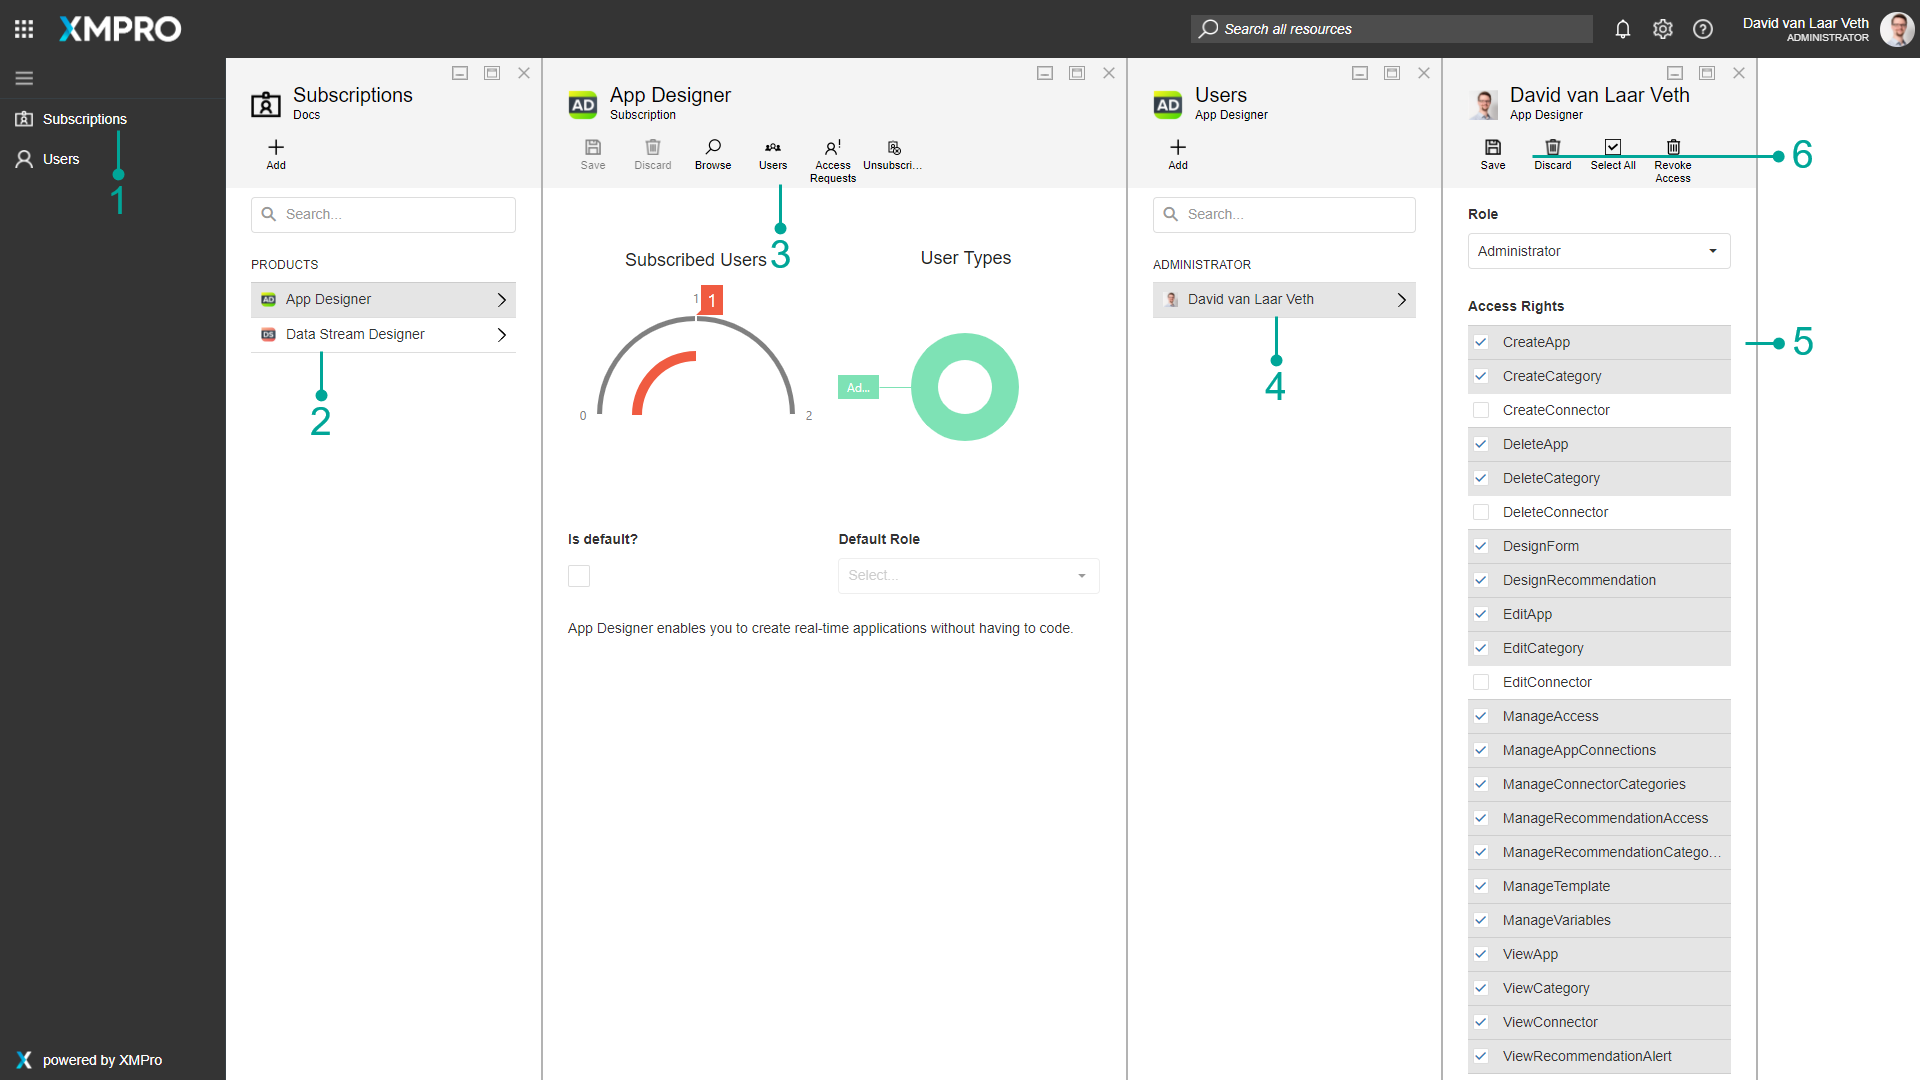 XMPRO
Search all resources
David van Laar Veth
ADMINISTRATOR
Subscriptions
Users
1
powered by XMPro
Subscriptions
Docs
Add
Search...
PRODUCTS
AD App Designer
DS Data Stream Designer
2
AD
App Designer
Subscription
Save
Discard
Browse
Users
Access Requests
Unsubscri...
3
Subscribed Users
1
1
0
2
User Types
Ad...
Is default?
Default Role
Select...
App Designer enables you to create real-time applications without having to code.
AD
Users
App Designer
Add
Search...
ADMINISTRATOR
David van Laar Veth
4
David van Laar Veth
App Designer
Save
Discard
Select All
Revoke Access
6
Role
Administrator
Access Rights
CreateApp
5
CreateCategory
CreateConnector
DeleteApp
DeleteCategory
DeleteConnector
DesignForm
DesignRecommendation
EditApp
EditCategory
EditConnector
ManageAccess
ManageAppConnections
ManageConnectorCategories
ManageRecommendationAccess
ManageRecommendationCatego...
ManageTemplate
ManageVariables
ViewApp
ViewCategory
ViewConnector
ViewRecommendationAlert